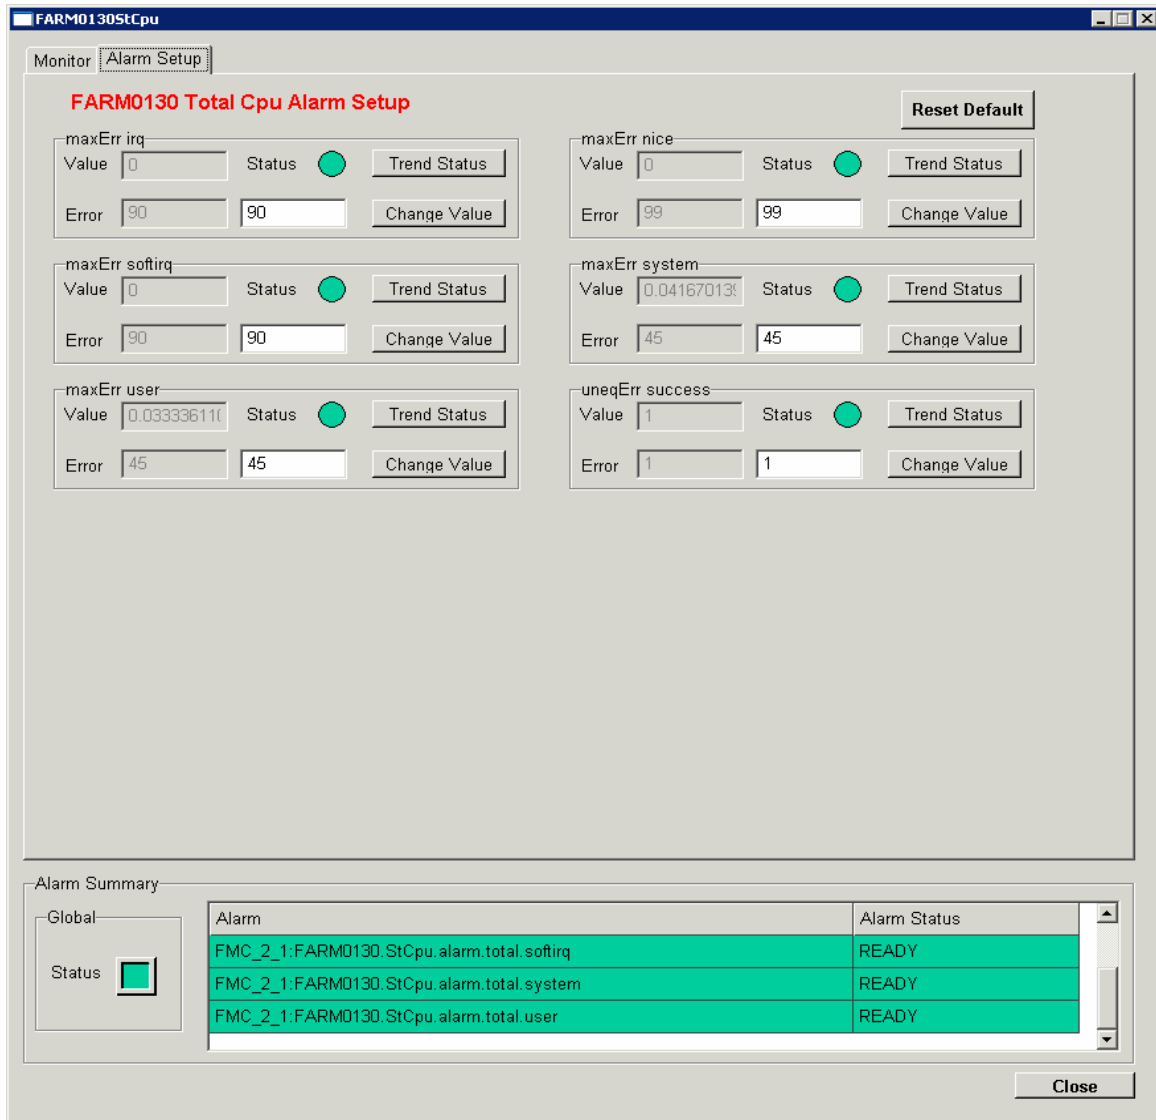 FARM0130StCpu
Monitor Alarm Setup
FARM0130 Total Cpu Alarm Setup
Reset Default
maxErr irq
Value 0 Status Trend Status
Error 90 90 Change Value
maxErr nice
Value 0 Status Trend Status
Error 99 99 Change Value
maxErr softirq
Value 0 Status Trend Status
Error 90 90 Change Value
maxErr system
Value 0.041670139 Status Trend Status
Error 45 45 Change Value
maxErr user
Value 0.033336110 Status Trend Status
Error 45 45 Change Value
uneqErr success
Value 1 Status Trend Status
Error 1 1 Change Value
Alarm Summary
Global
Status
Alarm Alarm Status
FMC_2_1:FARM0130.StCpu.alarm.total.softirq READY
FMC_2_1:FARM0130.StCpu.alarm.total.system READY
FMC_2_1:FARM0130.StCpu.alarm.total.user READY
Close